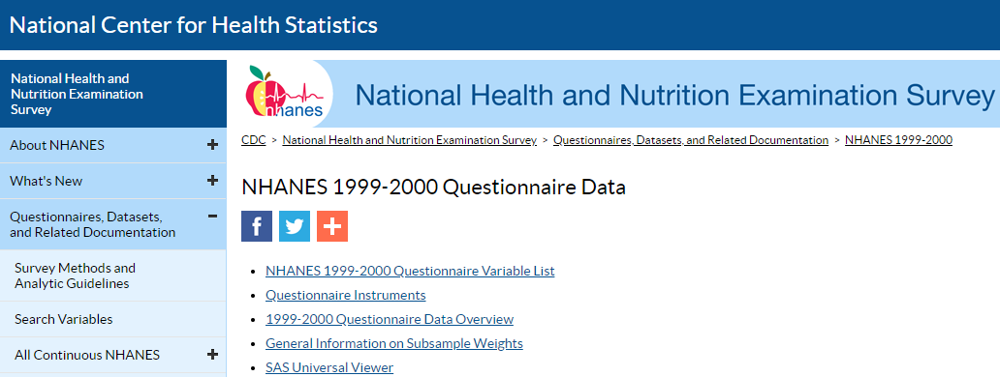 National Center for Health Statistics
National Health and
Nutrition Examination
Survey
About NHANES
What's New
Questionnaires, Datasets,
and Related Documentation
Survey Methods and
Analytic Guidelines
Search Variables
All Continuous NHANES
nhanes
National Health and Nutrition Examination Survey
CDC > National Health and Nutrition Examination Survey > Questionnaires, Datasets, and Related Documentation > NHANES 1999-2000
NHANES 1999-2000 Questionnaire Data
NHANES 1999-2000 Questionnaire Variable List
Questionnaire Instruments
1999-2000 Questionnaire Data Overview
General Information on Subsample Weights
SAS Universal Viewer